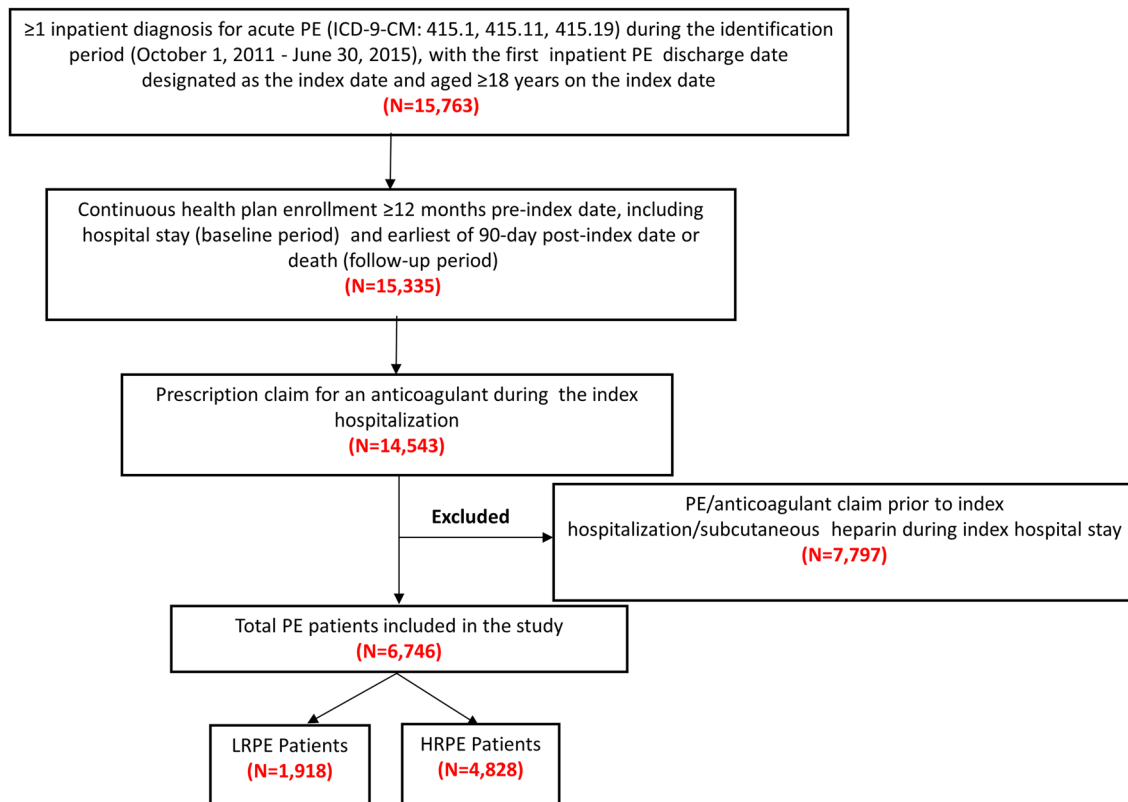 ≥1 inpatient diagnosis for acute PE (ICD-9-CM: 415.1, 415.11, 415.19) during the identification
period (October 1, 2011 - June 30, 2015), with the first inpatient PE discharge date
designated as the index date and aged ≥18 years on the index date
(N=15,763)
Continuous health plan enrollment ≥12 months pre-index date, including
hospital stay (baseline period) and earliest of 90-day post-index date or
death (follow-up period)
(N=15,335)
Prescription claim for an anticoagulant during the index
hospitalization
(N=14,543)
Excluded
PE/anticoagulant claim prior to index
hospitalization/subcutaneous heparin during index hospital stay
(N=7,797)
Total PE patients included in the study
(N=6,746)
LRPE Patients
(N=1,918)
HRPE Patients
(N=4,828)